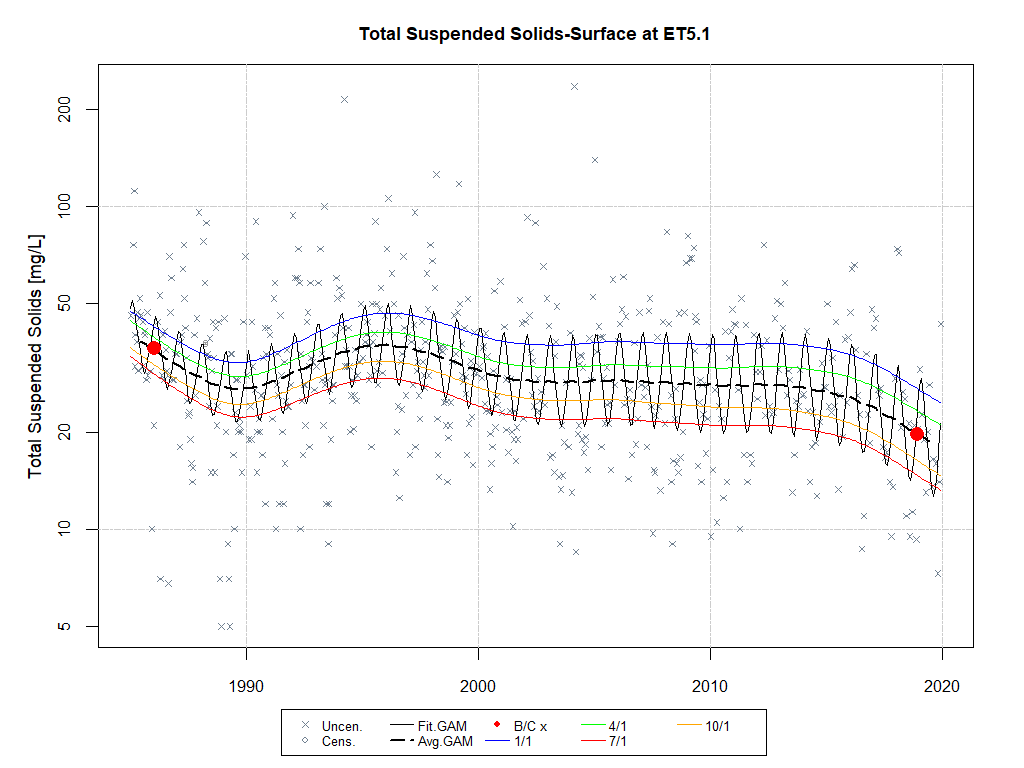 Total Suspended Solids-Surface at ET5.1
Total Suspended Solids [mg/L]
200
100
50
20
10
5
1990 2000 2010 2020
Uncen. Fit.GAM B/C x 4/1 10/1
Cens. Avg.GAM 1/1 7/1